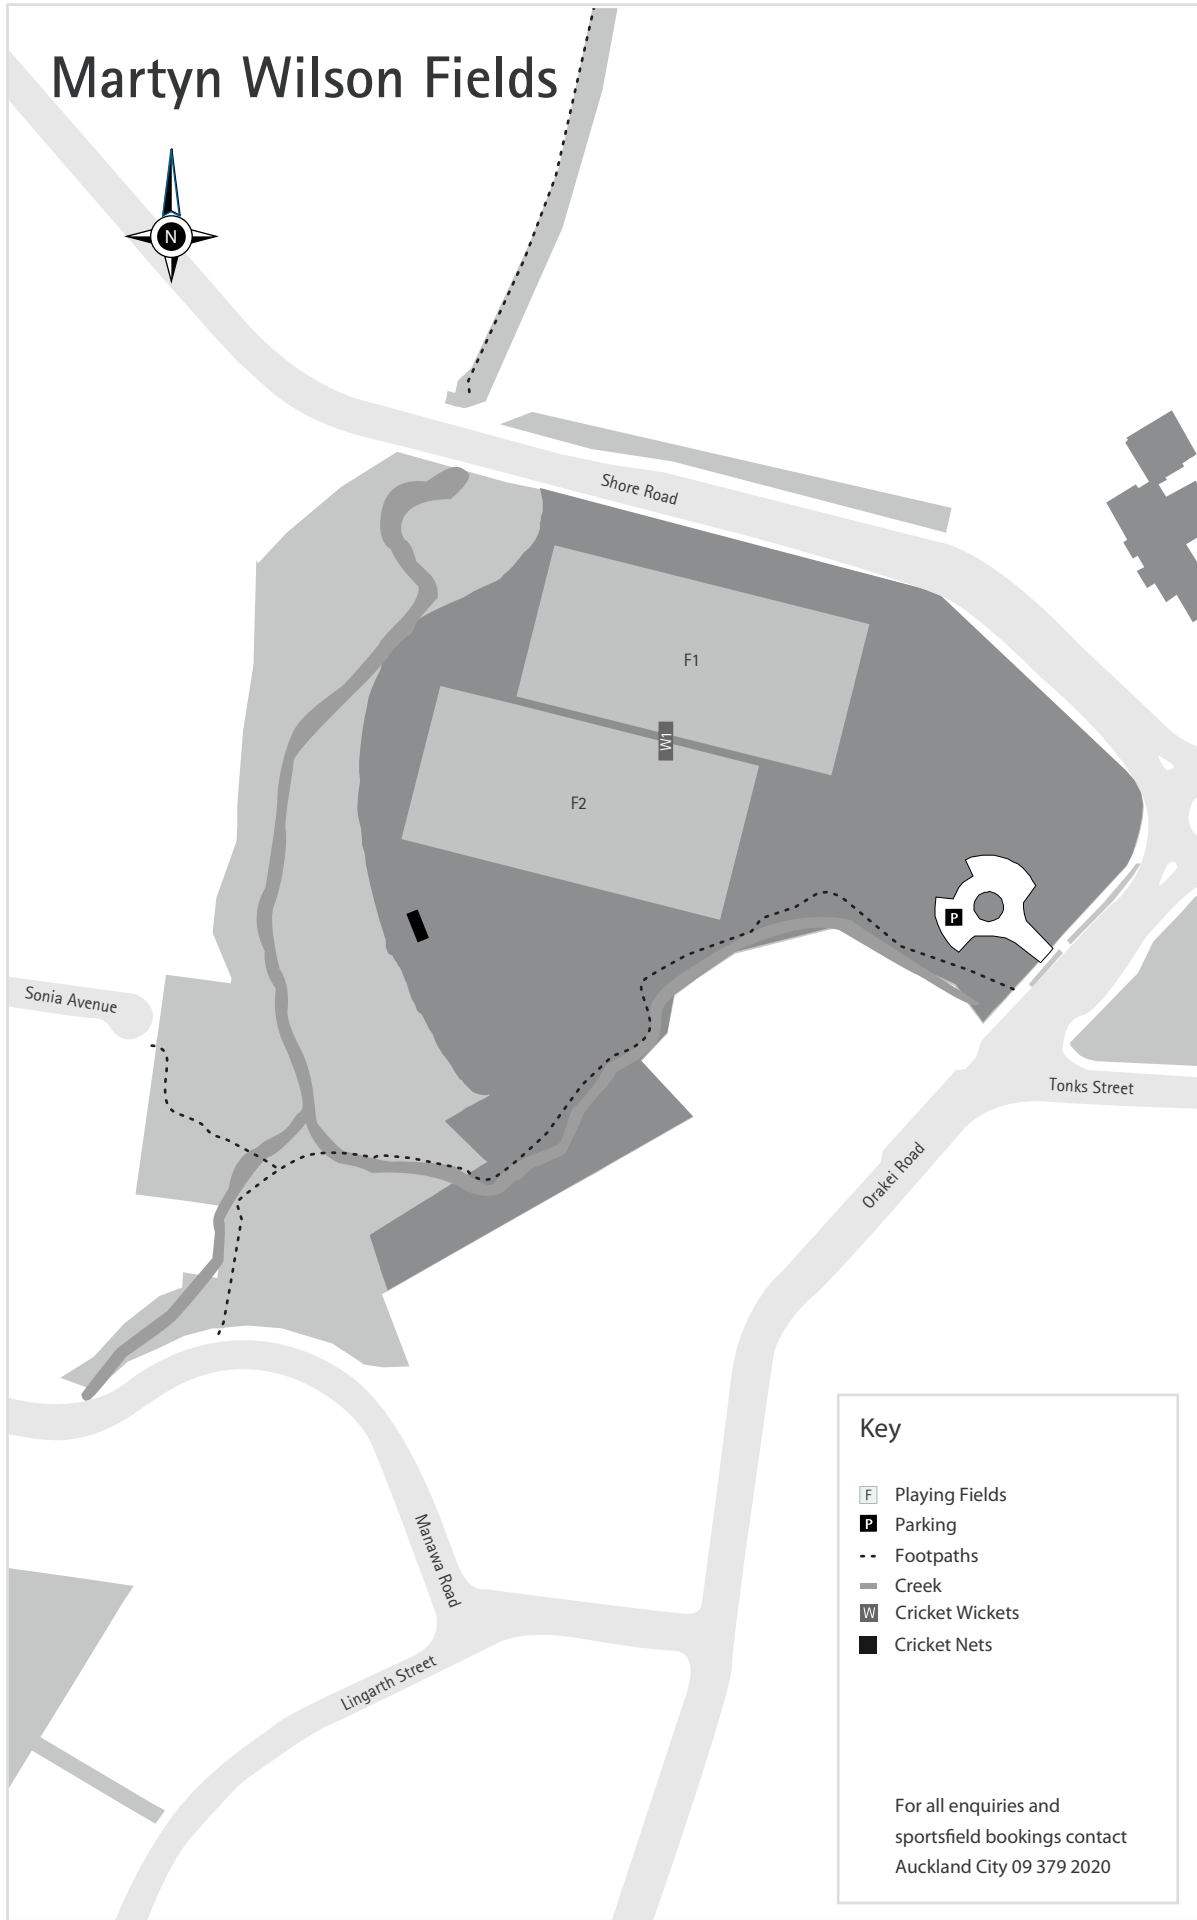 Martyn Wilson Fields
N
Shore Road
F1
W1
F2
P
Sonia Avenue
Tonks Street
Orakei Road
Manawa Road
Lingarth Street
Key
F Playing Fields
P Parking
Footpaths
Creek
W Cricket Wickets
Cricket Nets
For all enquiries and
sportsfield bookings contact
Auckland City 09 379 2020